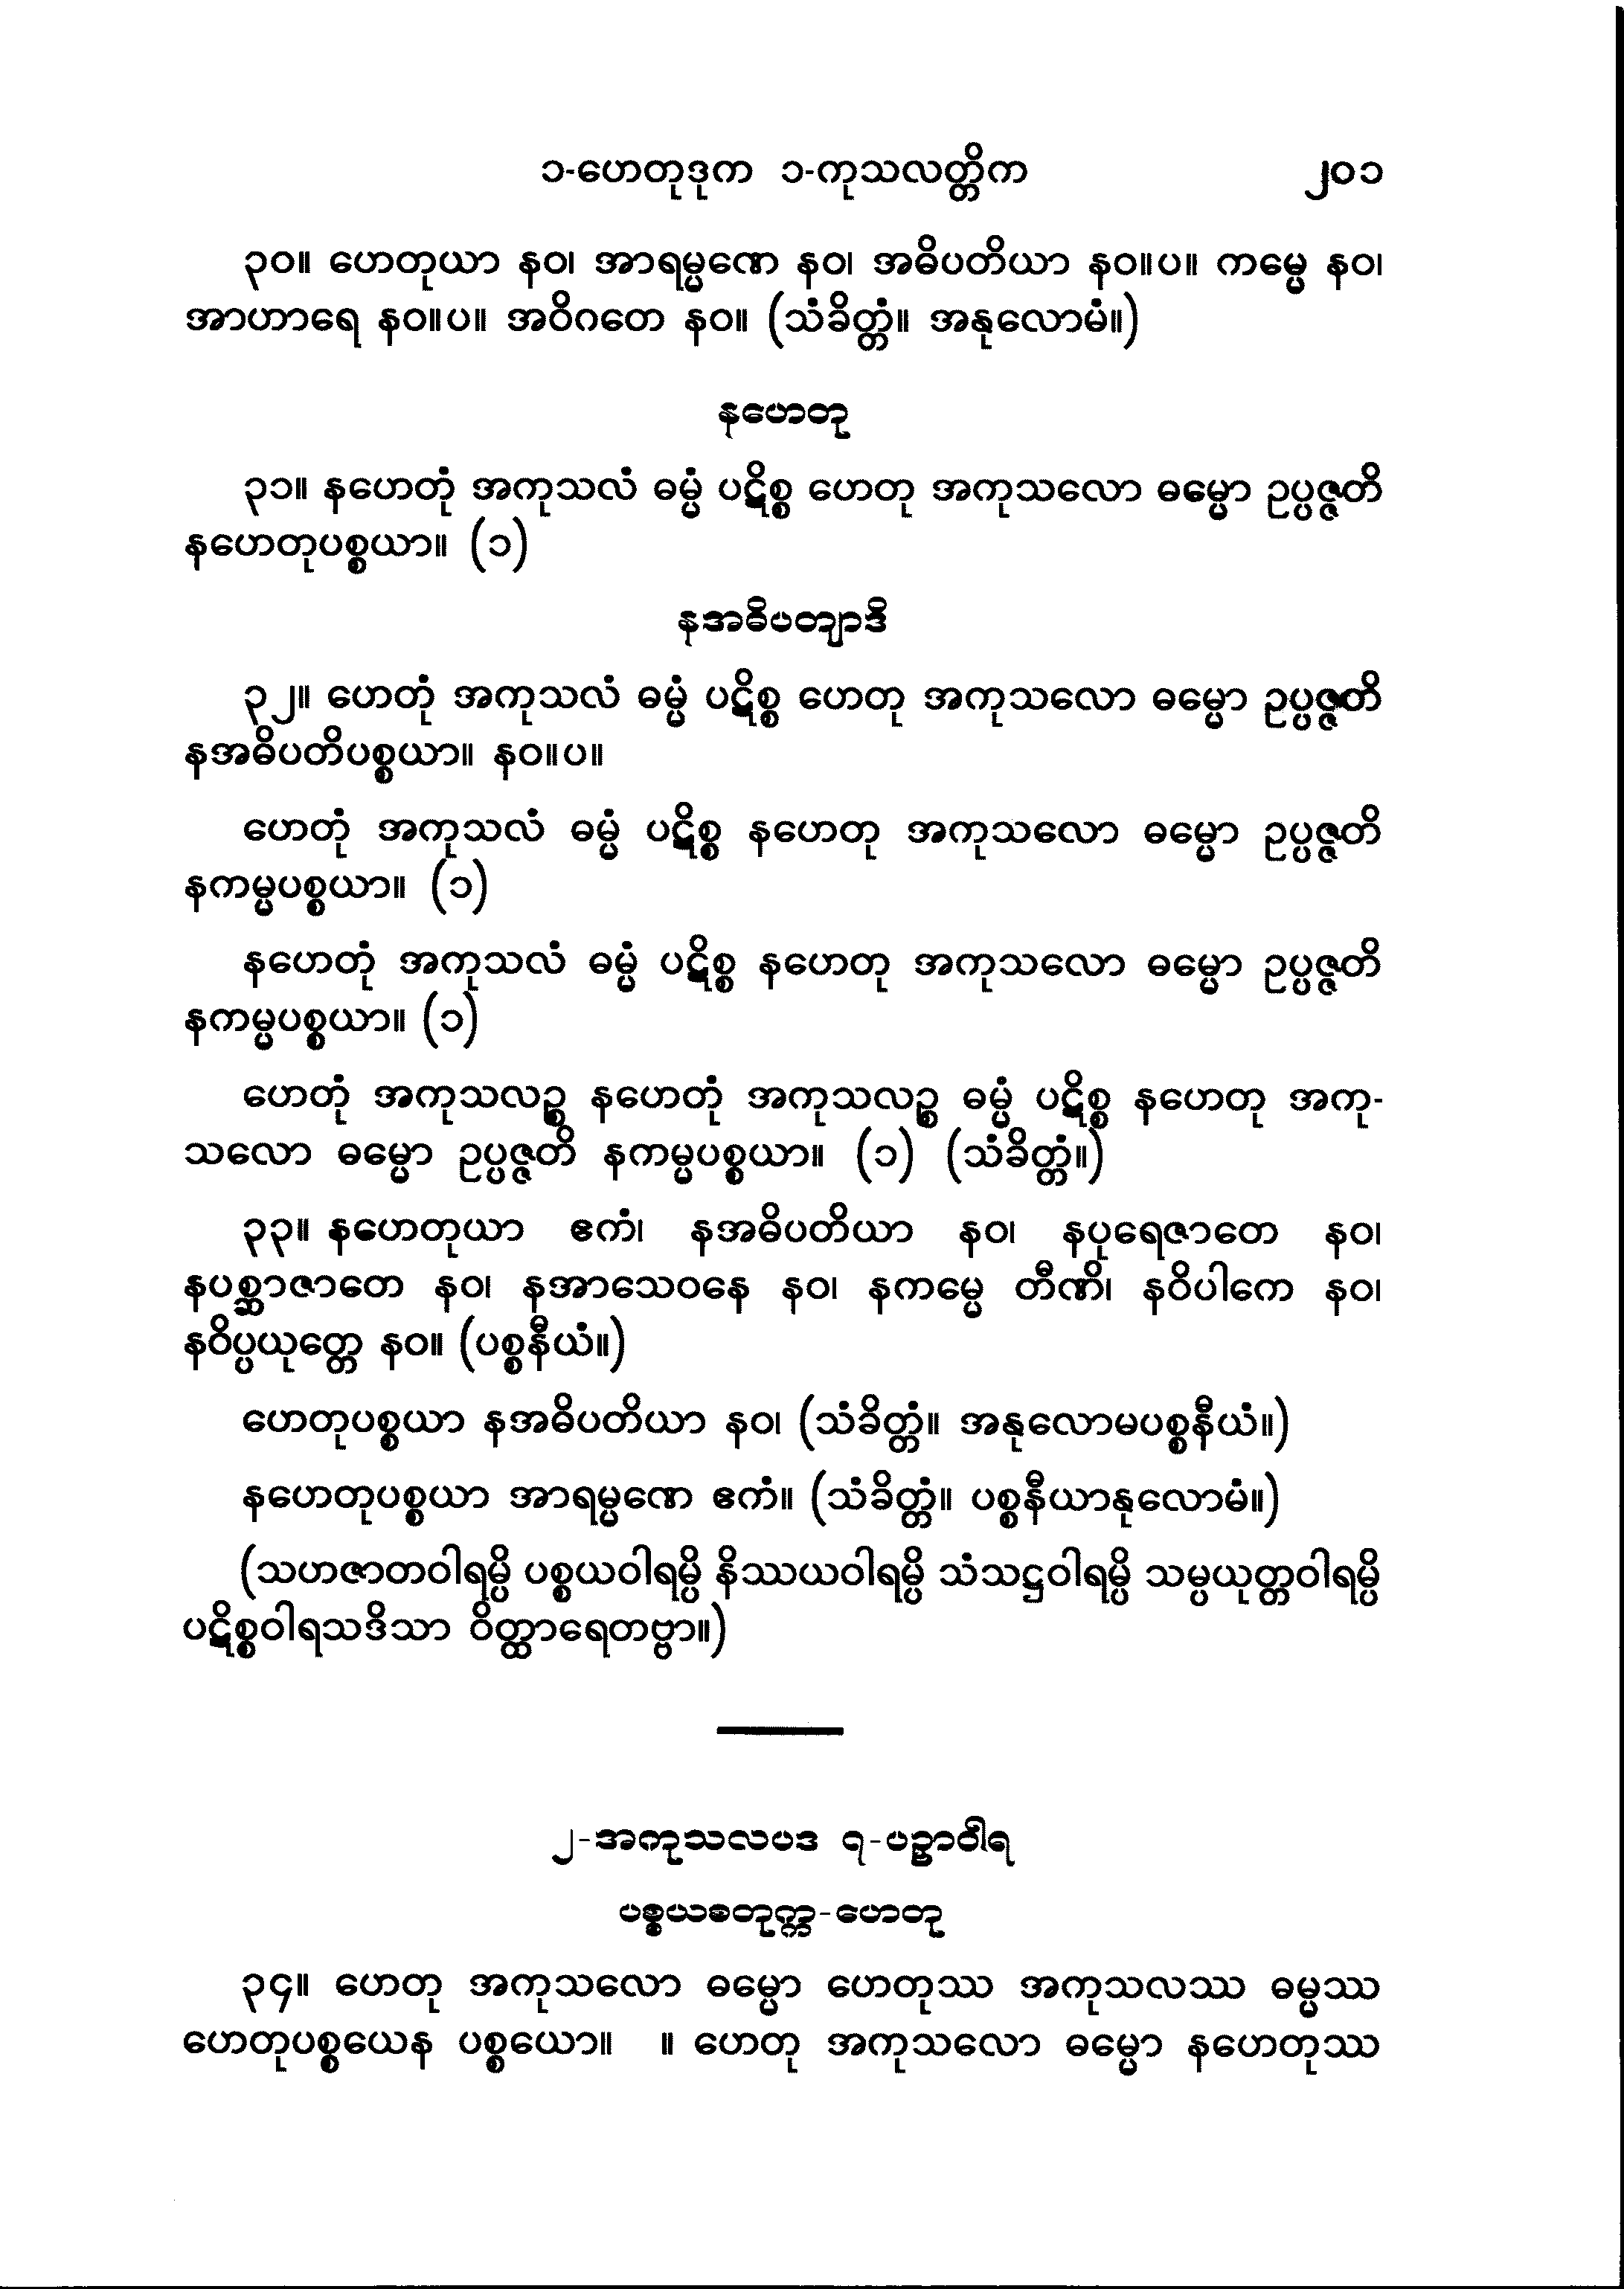 ၁-ဟေတုဒုက ၁-ကုသလတ္တိက ၂၀၁
၃၀။ ဟေတုယာ နဝ၊ အာရမ္မဏေ နဝ၊ အဓိပတိယာ နဝ။ပ။ ကမ္မေ နဝ၊
အာဟာရေ နဝ။ပ။ အဝိဂတေ နဝ။ (သံခိတ္တံ။ အနုလောမံ။)
နဟေတု
၃၁။ နဟေတုံ အကုသလံ ဓမ္မံ ပဋိစ္စ ဟေတု အကုသလော ဓမ္မော ဥပ္ပဇ္ဇတိ
နဟေတုပစ္စယာ။ (၁)
နအဓိပတျာဒိ
၃၂။ ဟေတုံ အကုသလံ ဓမ္မံ ပဋိစ္စ ဟေတု အကုသလော ဓမ္မော ဥပ္ပဇ္ဇတိ
နအဓိပတိပစ္စယာ။ နဝ။ပ။
ဟေတုံ အကုသလံ ဓမ္မံ ပဋိစ္စ နဟေတု အကုသလော ဓမ္မော ဥပ္ပဇ္ဇတိ
နကမ္မပစ္စယာ။ (၁)
နဟေတုံ အကုသလံ ဓမ္မံ ပဋိစ္စ နဟေတု အကုသလော ဓမ္မော ဥပ္ပဇ္ဇတိ
နကမ္မပစ္စယာ။ (၁)
ဟေတုံ အကုသလဉ္စ နဟေတုံ အကုသလဉ္စ ဓမ္မံ ပဋိစ္စ နဟေတု အကု-
သလော ဓမ္မော ဥပ္ပဇ္ဇတိ နကမ္မပစ္စယာ။ (၁) (သံခိတ္တံ။)
၃၃။ နဟေတုယာ ဧကံ၊ နအဓိပတိယာ နဝ၊ နပုရေဇာတေ နဝ၊
နပစ္ဆာဇာတေ နဝ၊ နအာသေဝနေ နဝ၊ နကမ္မေ တီဏိ၊ နဝိပါကေ နဝ၊
နဝိပ္ပယုတ္တေ နဝ။ (ပစ္စနီယံ။)
ဟေတုပစ္စယာ နအဓိပတိယာ နဝ၊ (သံခိတ္တံ။ အနုလောမပစ္စနီယံ။)
နဟေတုပစ္စယာ အာရမ္မဏေ ဧကံ။ (သံခိတ္တံ။ ပစ္စနီယာနုလောမံ။)
(သဟဇာတဝါရမ္ပိ ပစ္စယဝါရမ္ပိ နိဿယဝါရမ္ပိ သံသဋ္ဌဝါရမ္ပိ သမ္ပယုတ္တဝါရမ္ပိ
ပဋိစ္စဝါရသဒိသာ ဝိတ္ထာရေတဗ္ဗာ။)
၂-အကုသလပဒ ၇-ပဉှာဝါရ
ပစ္စယစတုက္က-ဟေတု
၃၄။ ဟေတု အကုသလော ဓမ္မော ဟေတုဿ အကုသလဿ ဓမ္မဿ
ဟေတုပစ္စယေန ပစ္စယော။ ။ ဟေတု အကုသလော ဓမ္မော နဟေတုဿ